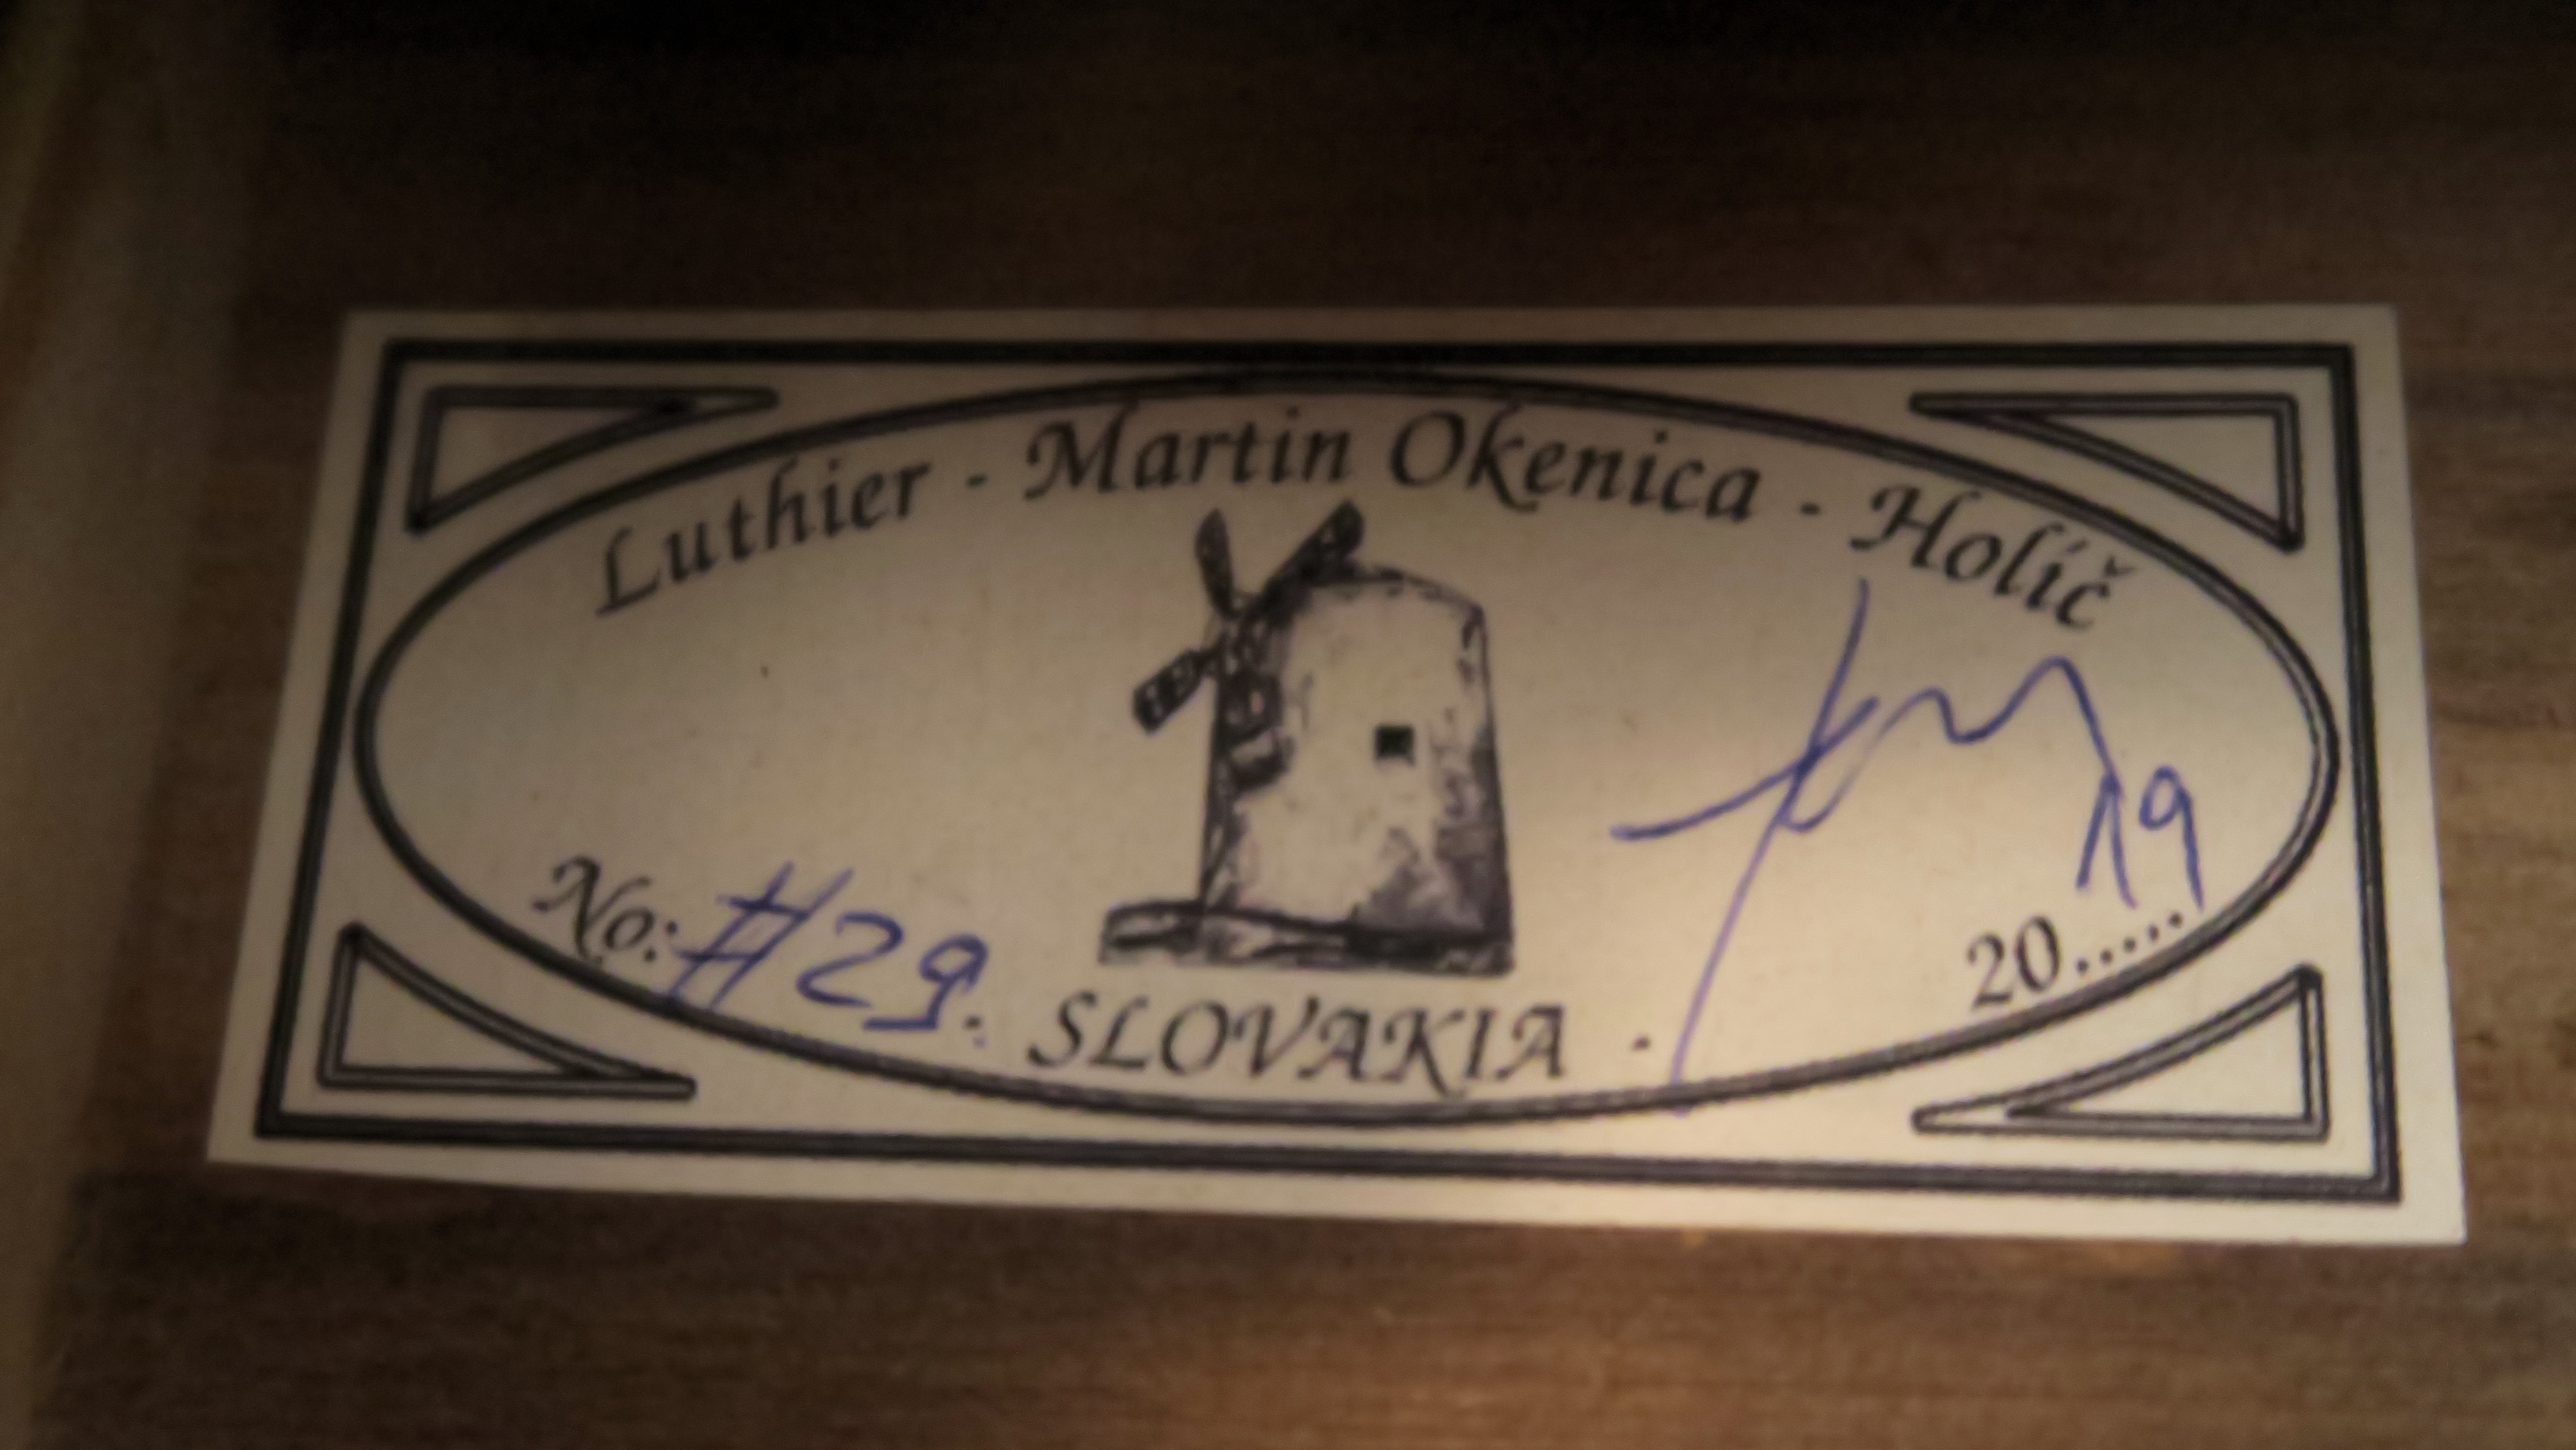 Luthier - Martin Okenica - Holíč
No: #29.
SLOVAKIA .
2019